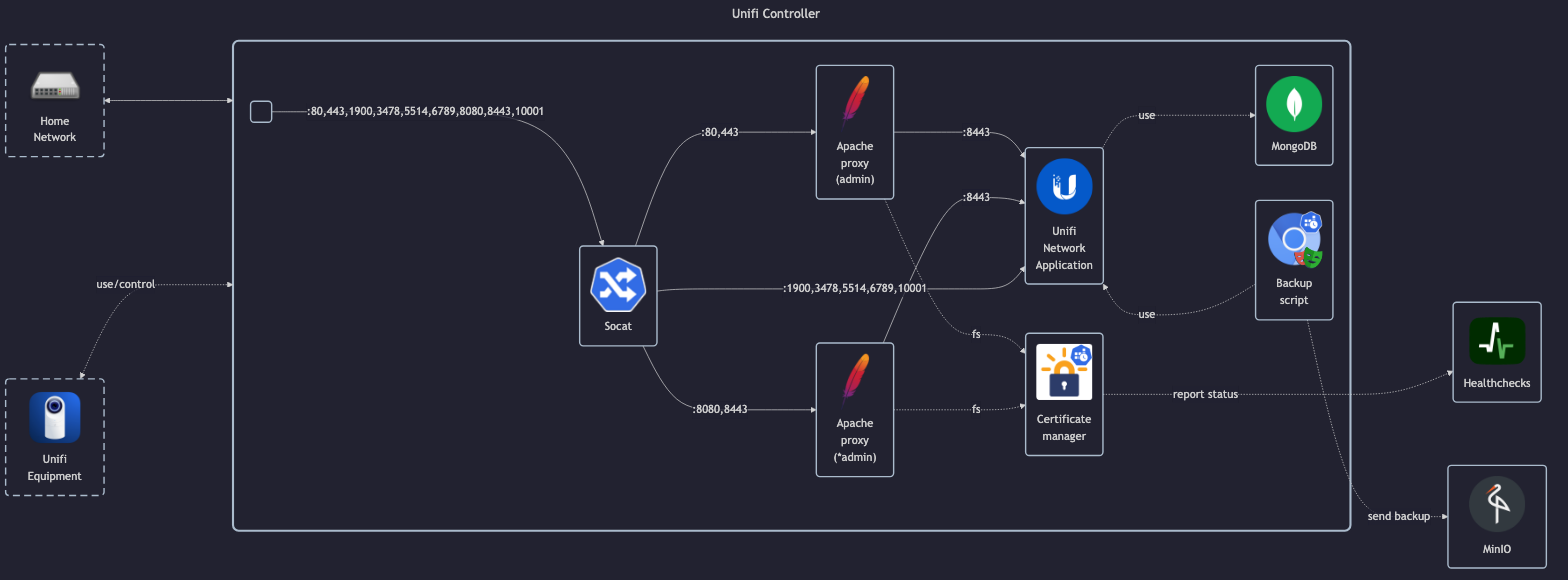 Unifi Controller
Home
Network
:80,443,1900,3478,5514,6789,8080,8443,10001
:80,443
Apache
proxy
(admin)
:8443
use
MongoDB
:8443
Unifi
Network
Application
use/control
Socat
:1900,3478,5514,6789,10001
Backup
script
use
fs
Healthchecks
Unifi
Equipment
:8080,8443
Apache
proxy
(*admin)
fs
Certificate
manager
report status
send backup
MinIO